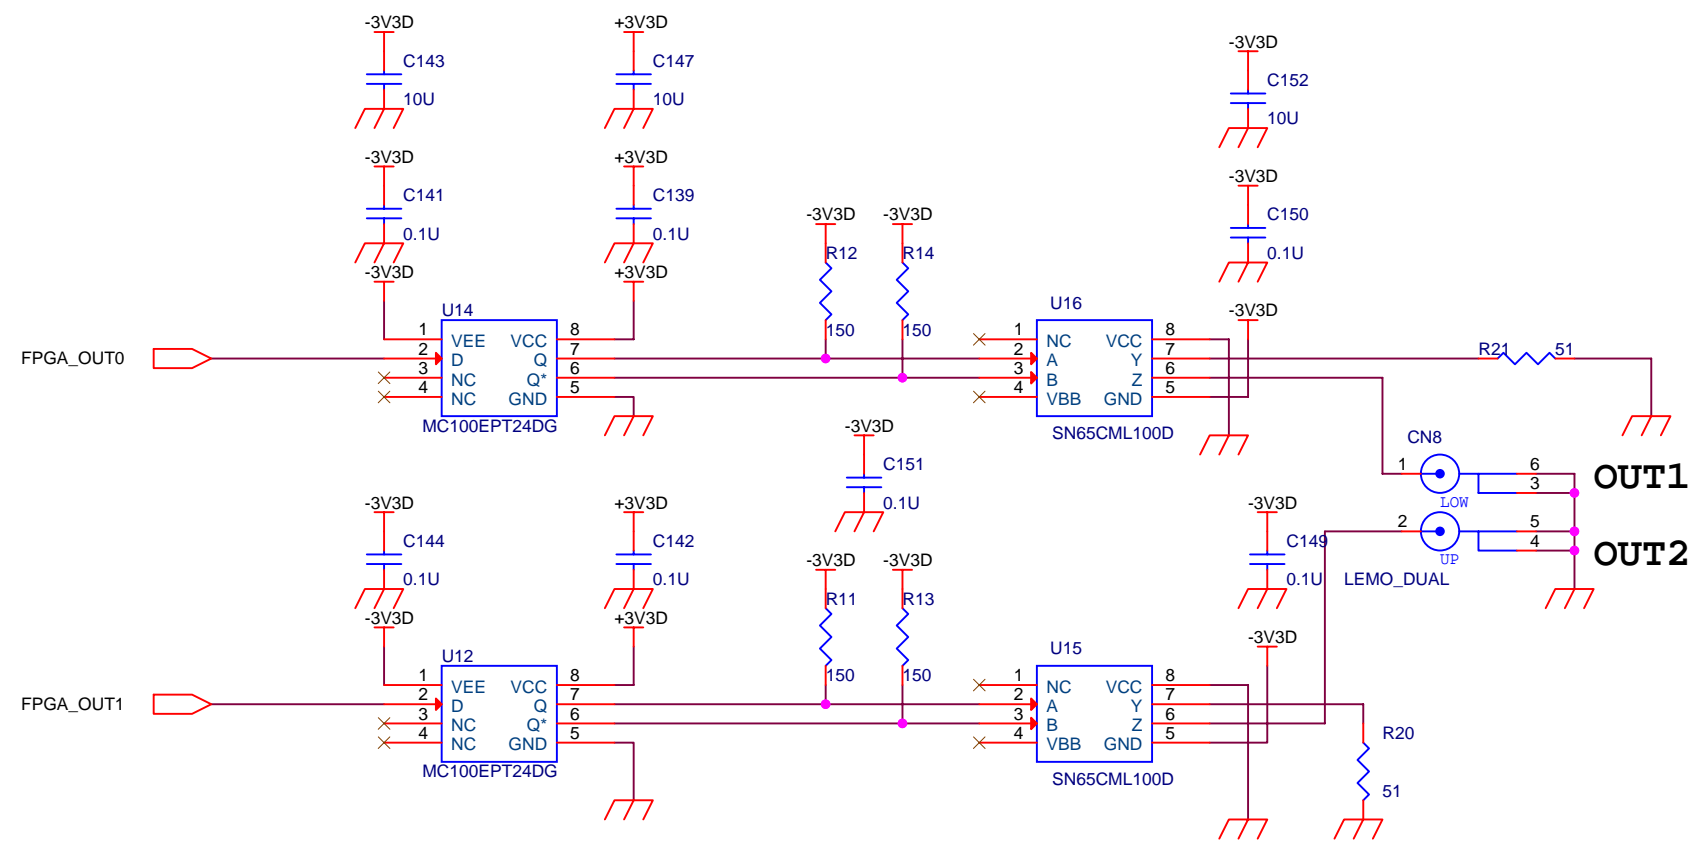 -3V3D
C143
10U
+3V3D
C147
10U
-3V3D
C152
10U
-3V3D
C141
0.1U
+3V3D
C139
0.1U
-3V3D
C150
0.1U
-3V3D
R12
150
-3V3D
R14
150
-3V3D
+3V3D
-3V3D
FPGA_OUT0
U14
1 VEE VCC 8
2 D Q 7
3 NC Q* 6
4 NC GND 5
MC100EPT24DG
U16
1 NC VCC 8
2 A Y 7
3 B Z 6
4 VBB GND 5
SN65CML100D
R21 51
-3V3D
C151
0.1U
CN8
1 6
3
LOW
OUT1
2 5
4
UP
OUT2
LEMO_DUAL
-3V3D
C144
0.1U
+3V3D
C142
0.1U
-3V3D
C149
0.1U
-3V3D
R11
150
-3V3D
R13
150
-3V3D
+3V3D
-3V3D
FPGA_OUT1
U12
1 VEE VCC 8
2 D Q 7
3 NC Q* 6
4 NC GND 5
MC100EPT24DG
U15
1 NC VCC 8
2 A Y 7
3 B Z 6
4 VBB GND 5
SN65CML100D
R20
51